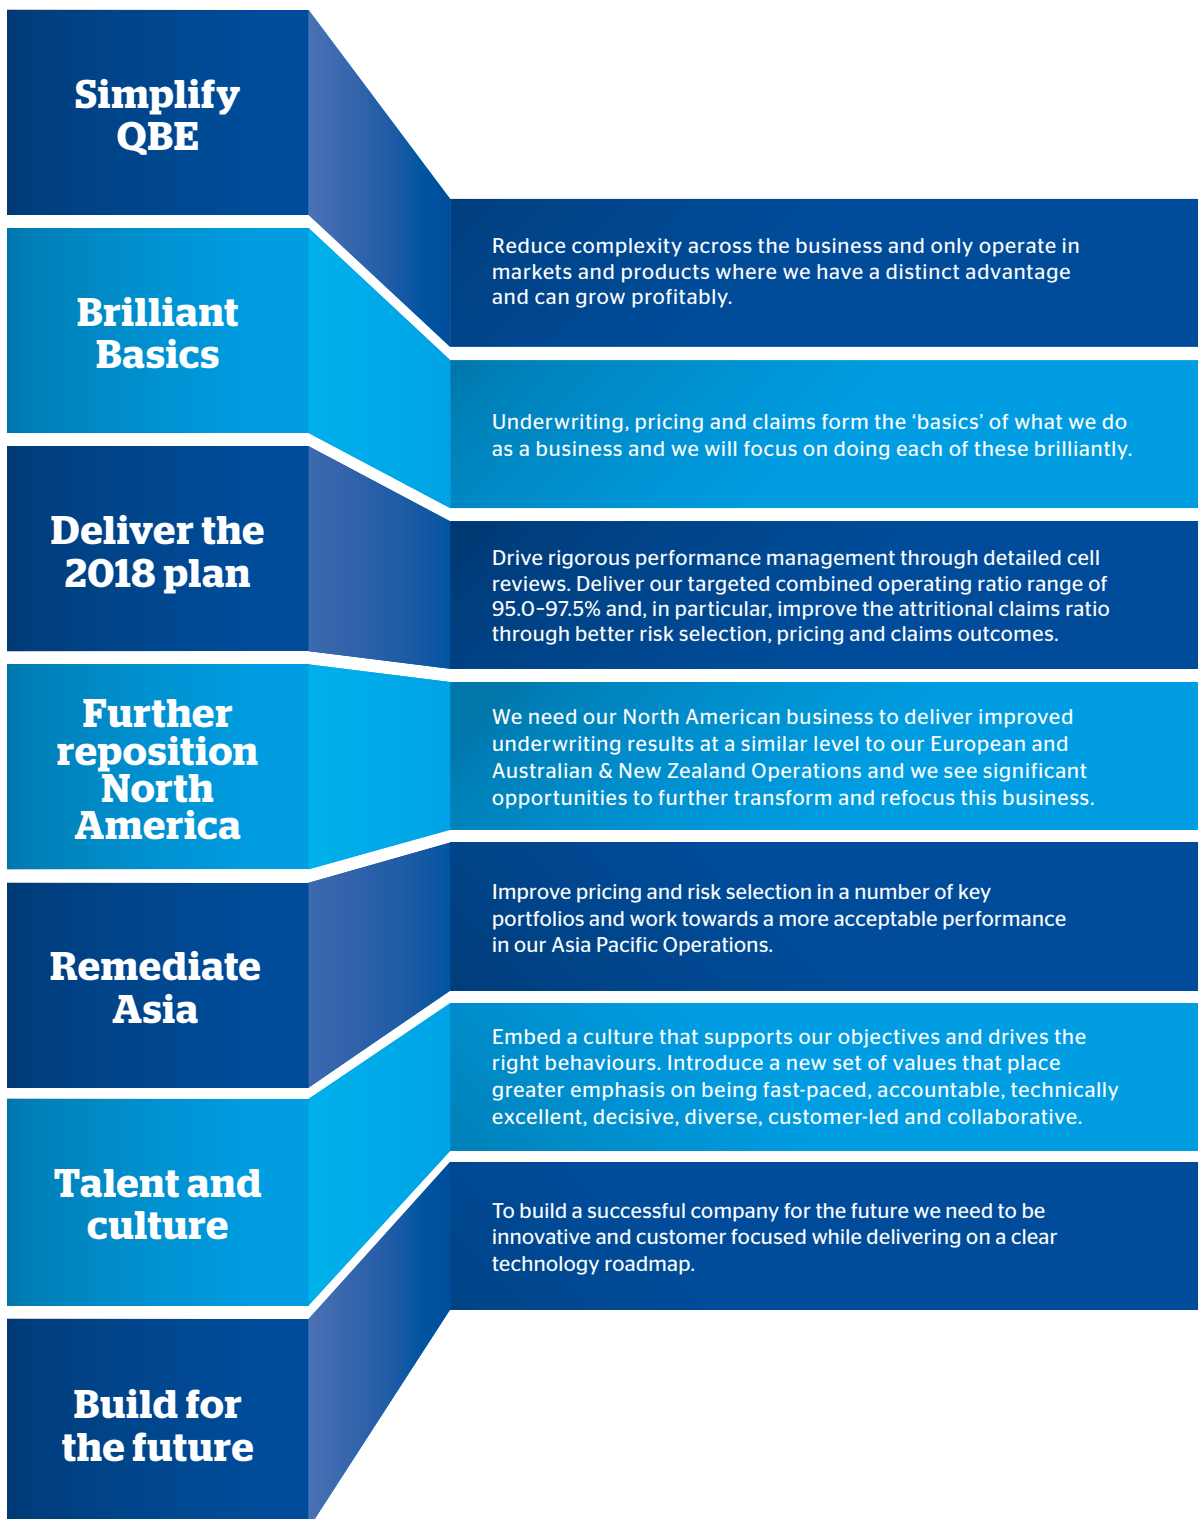 Simplify
QBE
Reduce complexity across the business and only operate in
markets and products where we have a distinct advantage
and can grow profitably.
Brilliant
Basics
Underwriting, pricing and claims form the ‘basics’ of what we do
as a business and we will focus on doing each of these brilliantly.
Deliver the
2018 plan
Drive rigorous performance management through detailed cell
reviews. Deliver our targeted combined operating ratio range of
95.0–97.5% and, in particular, improve the attritional claims ratio
through better risk selection, pricing and claims outcomes.
Further
reposition
North
America
We need our North American business to deliver improved
underwriting results at a similar level to our European and
Australian & New Zealand Operations and we see significant
opportunities to further transform and refocus this business.
Remediate
Asia
Improve pricing and risk selection in a number of key
portfolios and work towards a more acceptable performance
in our Asia Pacific Operations.
Talent and
culture
Embed a culture that supports our objectives and drives the
right behaviours. Introduce a new set of values that place
greater emphasis on being fast-paced, accountable, technically
excellent, decisive, diverse, customer-led and collaborative.
Build for
the future
To build a successful company for the future we need to be
innovative and customer focused while delivering on a clear
technology roadmap.